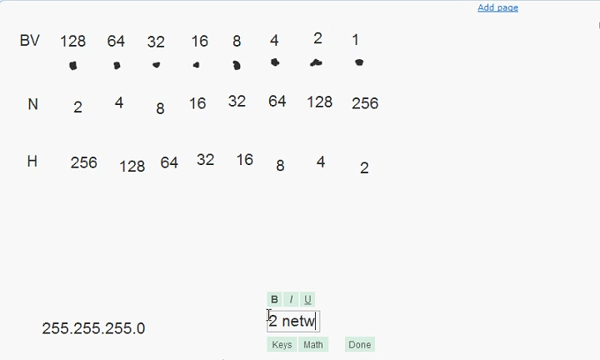 Add page
BV 128 64 32 16 8 4 2 1
N 2 4 8 16 32 64 128 256
H 256 128 64 32 16 8 4 2
B I U
255.255.255.0 2 netw
Keys Math Done